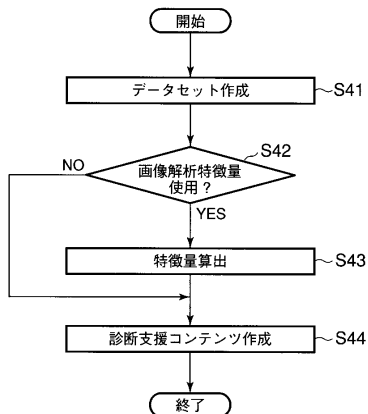 開始
データセット作成
S41
S42
NO
画像解析特徴量
使用？
YES
特徴量算出
S43
診断支援コンテンツ作成
S44
終了